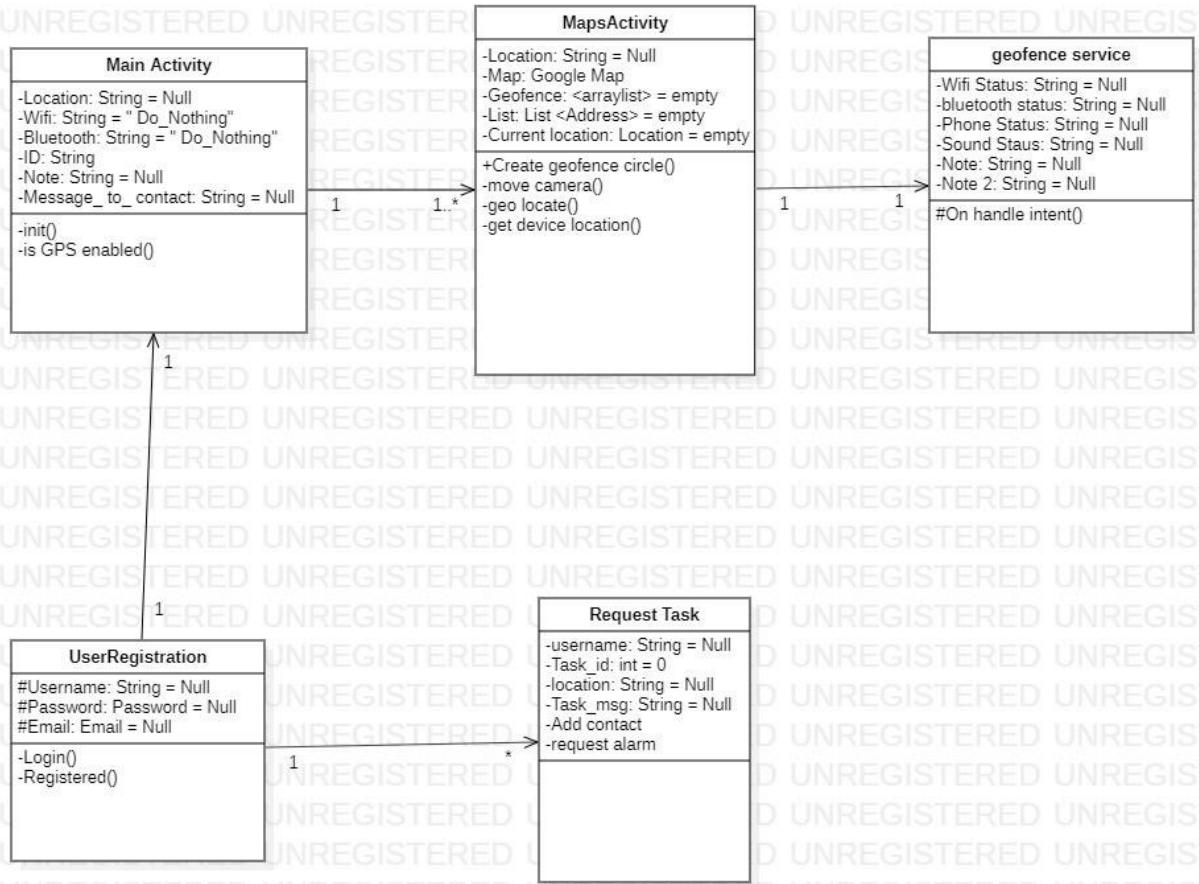 Main Activity
-Location: String = Null
-Wifi: String = " Do_Nothing"
-Bluetooth: String = " Do_Nothing"
-ID: String
-Note: String = Null
-Message_ to_ contact: String = Null
-init()
-is GPS enabled()
1
1..*
MapsActivity
-Location: String = Null
-Map: Google Map
-Geofence: <arraylist> = empty
-List: List <Address> = empty
-Current location: Location = empty
+Create geofence circle()
-move camera()
-geo locate()
-get device location()
1
1
geofence service
-Wifi Status: String = Null
-bluetooth status: String = Null
-Phone Status: String = Null
-Sound Staus: String = Null
-Note: String = Null
-Note 2: String = Null
#On handle intent()
1
1
UserRegistration
#Username: String = Null
#Password: Password = Null
#Email: Email = Null
-Login()
-Registered()
1
*
Request Task
-username: String = Null
-Task_id: int = 0
-location: String = Null
-Task_msg: String = Null
-Add contact
-request alarm
UNREGISTERED UNREGISTERED UNREGISTERED UNREGISTERED UNREGIS